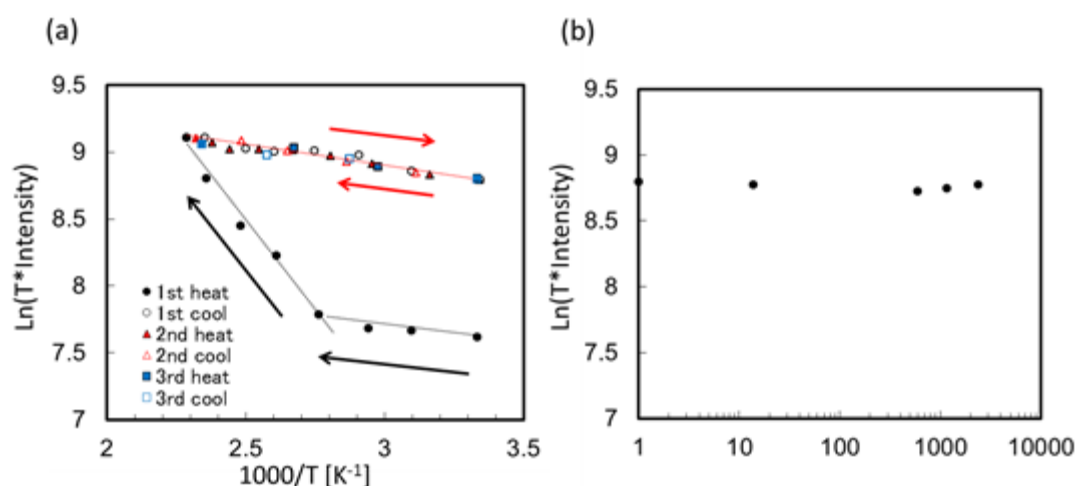 (a)
(b)
Ln(T*Intensity)
9.5
9
8.5
8
7.5
7
1st heat
1st cool
2nd heat
2nd cool
3rd heat
3rd cool
2
2.5
3
3.5
1000/T [K-1]
Ln(T*Intensity)
9.5
9
8.5
8
7.5
7
1
10
100
1000
10000